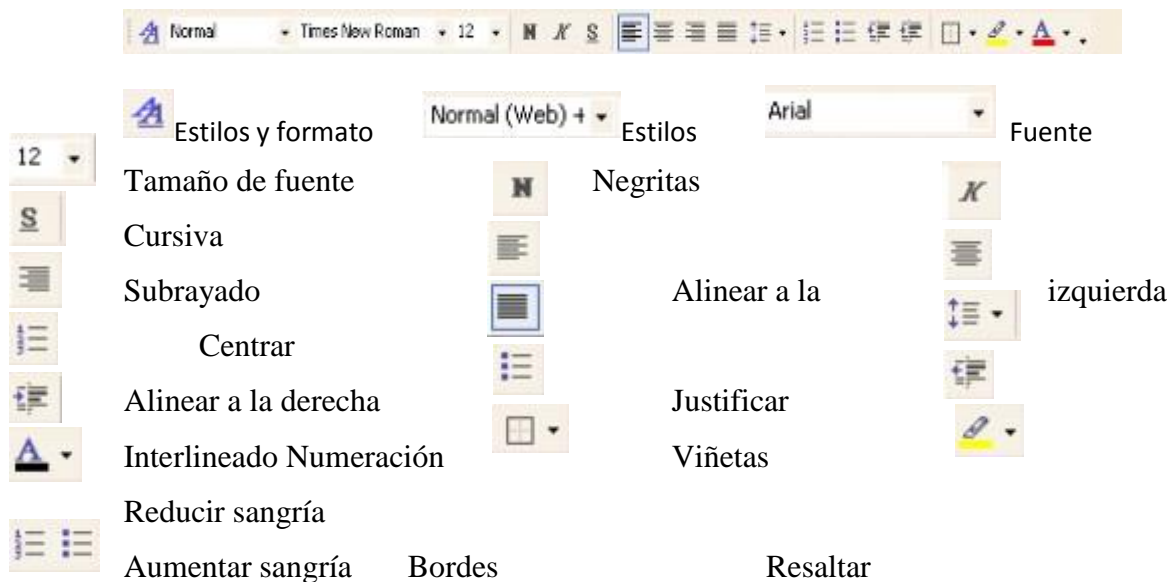 Normal Times New Roman 12 N K S A
Estilos y formato Normal (Web) + Estilos Arial Fuente
12 Tamaño de fuente N Negritas K
S Cursiva
Subrayado Alinear a la izquierda
Centrar
Alinear a la derecha Justificar
A Interlineado Numeración Viñetas
Reducir sangría
Aumentar sangría Bordes Resaltar